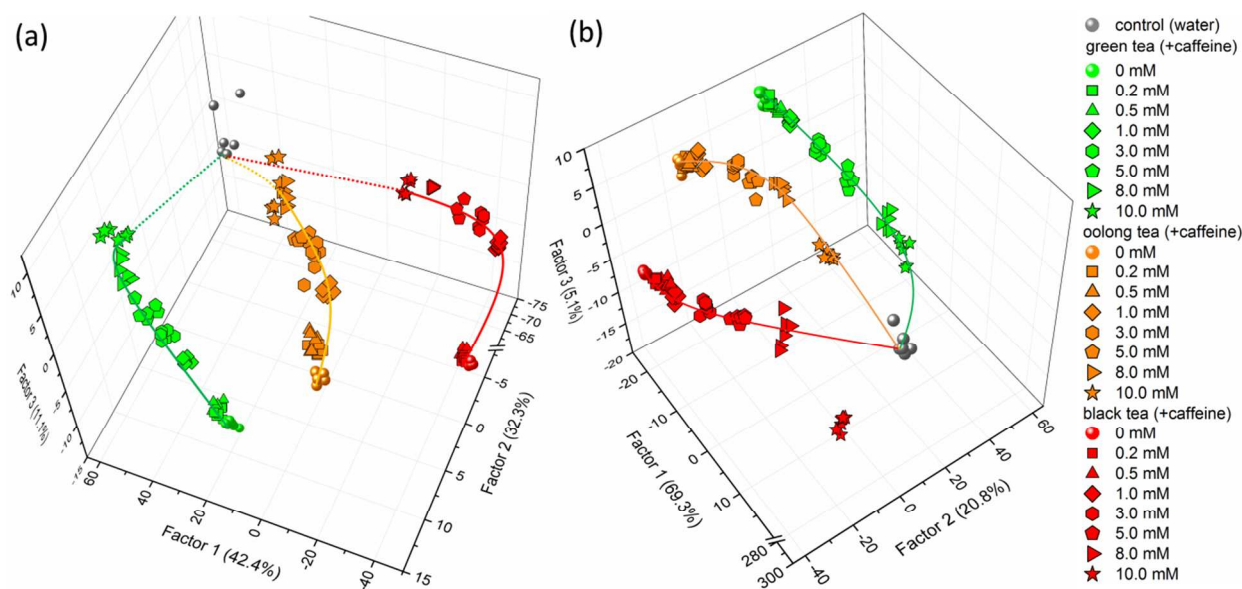 (a)
10
5
0
-5
-10
-15
Factor 3 (11.1%)
60
40
20
0
-20
-40
Factor 1 (42.4%)
-75
-70
-65
-5
0
5
10
15
Factor 2 (32.3%)
(b)
10
5
0
-5
-10
-15
-20
Factor 3 (5.1%)
-20
-10
0
10
280
300
Factor 1 (69.3%)
-40
-20
0
20
40
60
Factor 2 (20.8%)
control (water)
green tea (+caffeine)
0 mM
0.2 mM
0.5 mM
1.0 mM
3.0 mM
5.0 mM
8.0 mM
10.0 mM
oolong tea (+caffeine)
0 mM
0.2 mM
0.5 mM
1.0 mM
3.0 mM
5.0 mM
8.0 mM
10.0 mM
black tea (+caffeine)
0 mM
0.2 mM
0.5 mM
1.0 mM
3.0 mM
5.0 mM
8.0 mM
10.0 mM